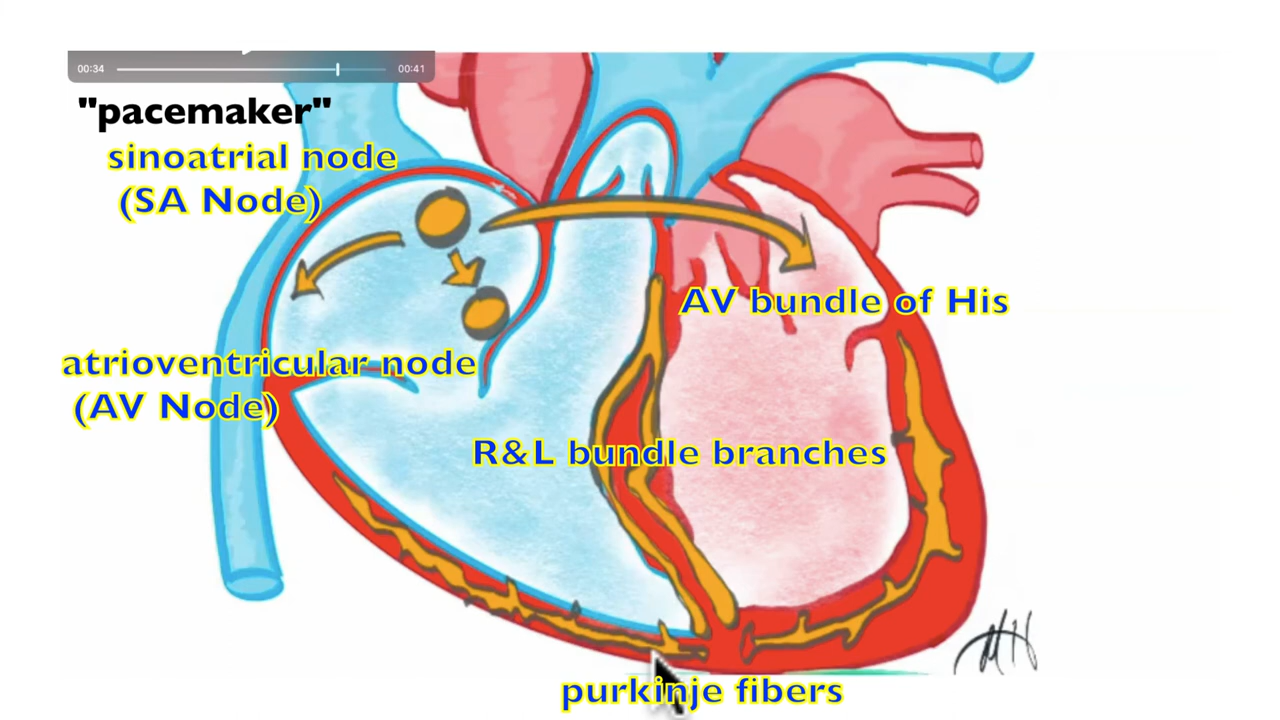 00:34 00:41
"pacemaker"
sinoatrial node
(SA Node)
AV bundle of His
atrioventricular node
(AV Node)
R&L bundle branches
purkinje fibers
MH